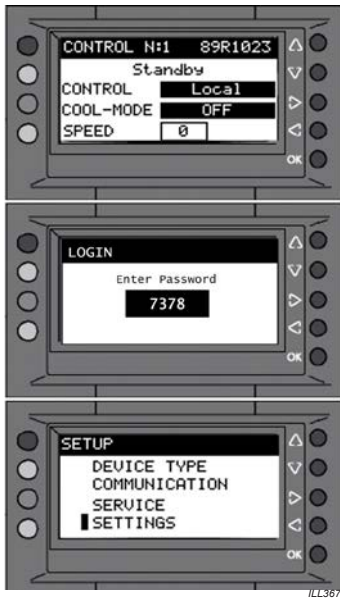 CONTROL N:1 89R1023
Standby
CONTROL Local
COOL-MODE OFF
SPEED 0
OK
LOGIN
Enter Password
7378
OK
SETUP
DEVICE TYPE
COMMUNICATION
SERVICE
SETTINGS
OK
ILL367